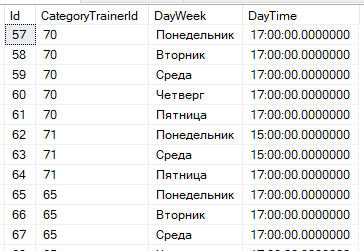 Id CategoryTrainerId DayWeek DayTime
57 70 Понедельник 17:00:00.0000000
58 70 Вторник 17:00:00.0000000
59 70 Среда 17:00:00.0000000
60 70 Четверг 17:00:00.0000000
61 70 Пятница 17:00:00.0000000
62 71 Понедельник 15:00:00.0000000
63 71 Среда 15:00:00.0000000
64 71 Пятница 17:00:00.0000000
65 65 Понедельник 17:00:00.0000000
66 65 Вторник 17:00:00.0000000
67 65 Среда 17:00:00.0000000